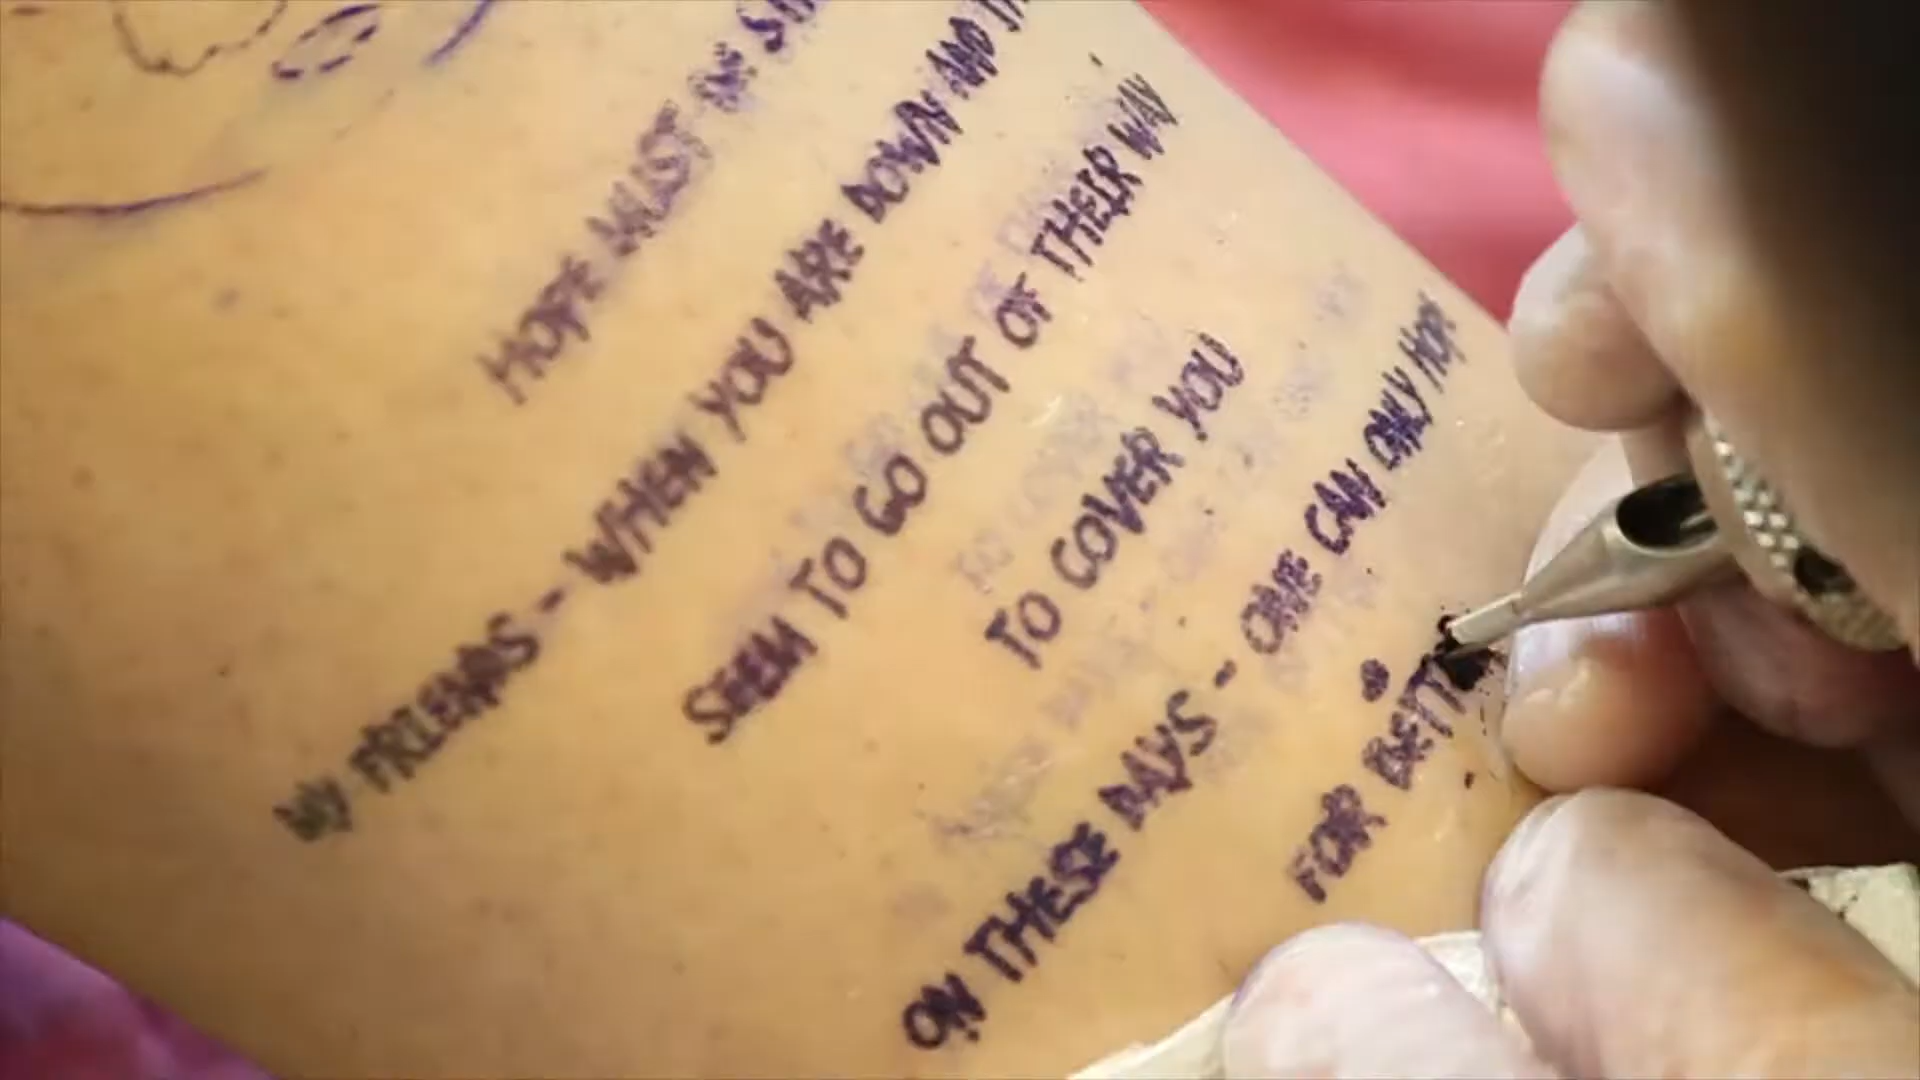 HOPE MUST
MY FRIENDS - WHEN YOU ARE DOWN AND
SEEM TO GO OUT OF THEIR WAY
TO COVER YOU
ON THESE DAYS - ONE CAN ONLY HOPE
FOR BETT